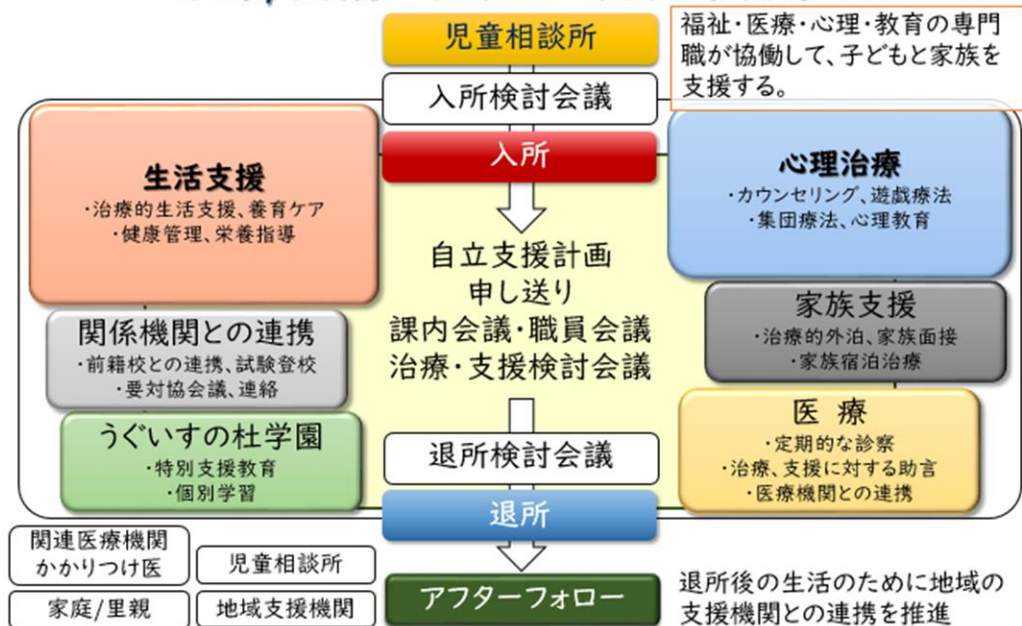 児童相談所
福祉・医療・心理・教育の専門
職が協働して、子どもと家族を
支援する。
入所検討会議
入所
生活支援
・治療的生活支援、養育ケア
・健康管理、栄養指導
心理治療
・カウンセリング、遊戯療法
・集団療法、心理教育
自立支援計画
申し送り
課内会議・職員会議
治療・支援検討会議
関係機関との連携
・前籍校との連携、試験登校
・要対協会議、連絡
家族支援
・治療的外泊、家族面接
・家族宿泊治療
うぐいすの杜学園
・特別支援教育
・個別学習
医 療
・定期的な診察
・治療、支援に対する助言
・医療機関との連携
退所検討会議
退所
関連医療機関
かかりつけ医
児童相談所
家庭/里親
地域支援機関
アフターフォロー
退所後の生活のために地域の
支援機関との連携を推進